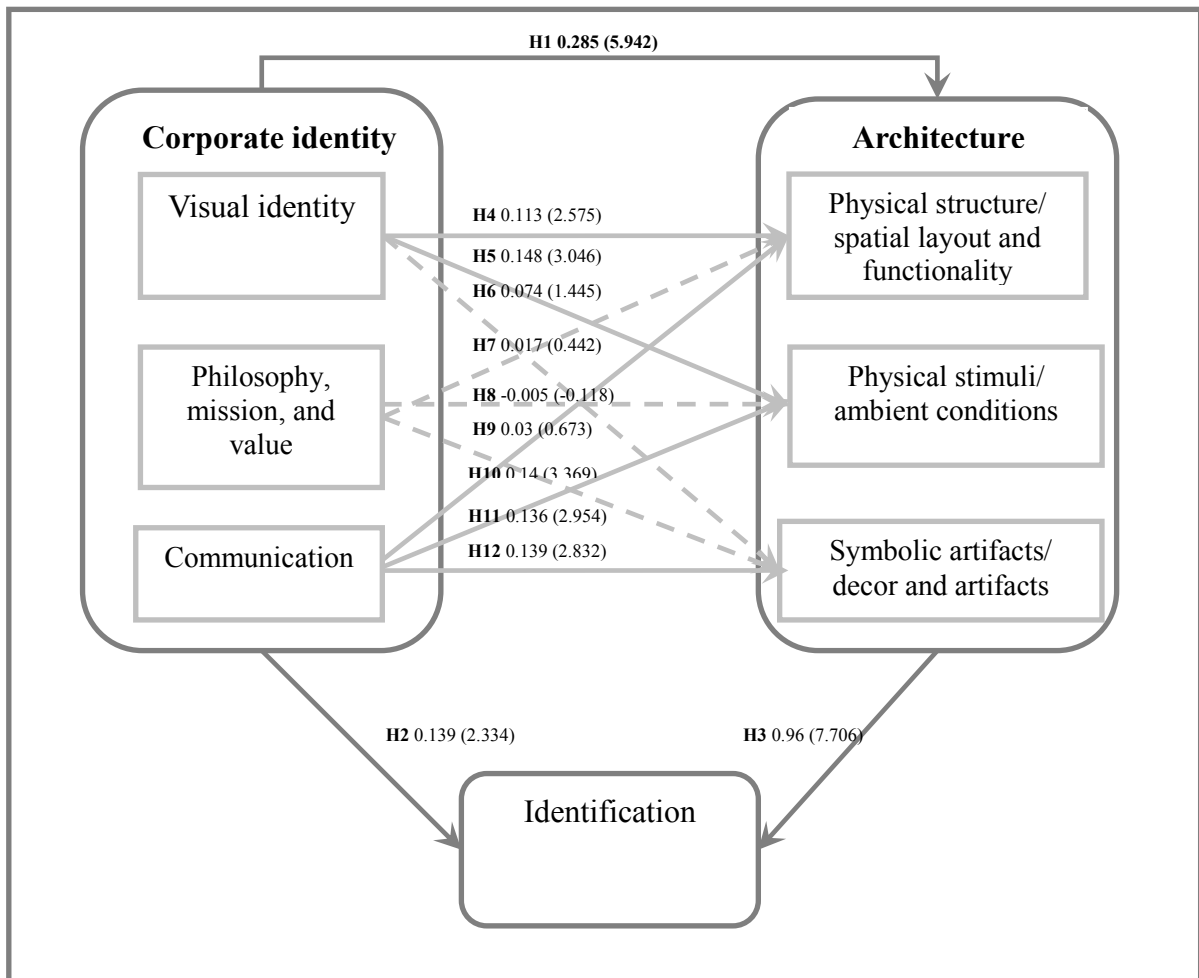 H1 0.285 (5.942)
Corporate identity
Architecture
Visual identity
Physical structure/
spatial layout and
functionality
H4 0.113 (2.575)
H5 0.148 (3.046)
H6 0.074 (1.445)
H7 0.017 (0.442)
Philosophy,
mission, and
value
Physical stimuli/
ambient conditions
H8 -0.005 (-0.118)
H9 0.03 (0.673)
H10 0.14 (3.369)
H11 0.136 (2.954)
H12 0.139 (2.832)
Communication
Symbolic artifacts/
decor and artifacts
H2 0.139 (2.334)
H3 0.96 (7.706)
Identification